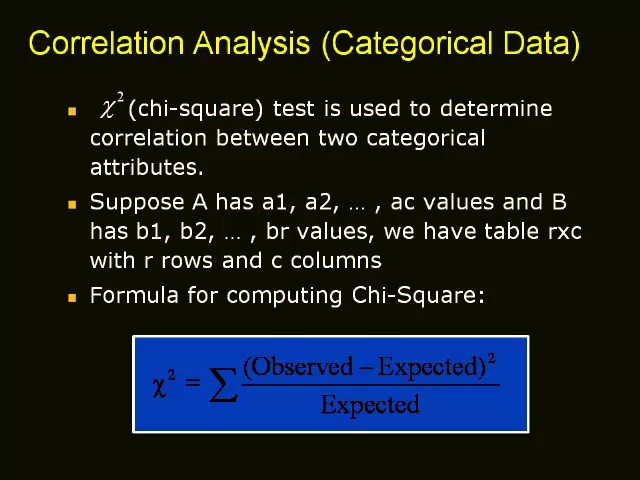 Correlation Analysis (Categorical Data)
χ² (chi-square) test is used to determine
correlation between two categorical
attributes.
Suppose A has a1, a2, … , ac values and B
has b1, b2, … , br values, we have table rxc
with r rows and c columns
Formula for computing Chi-Square:
χ² = ∑ (Observed – Expected)² / Expected